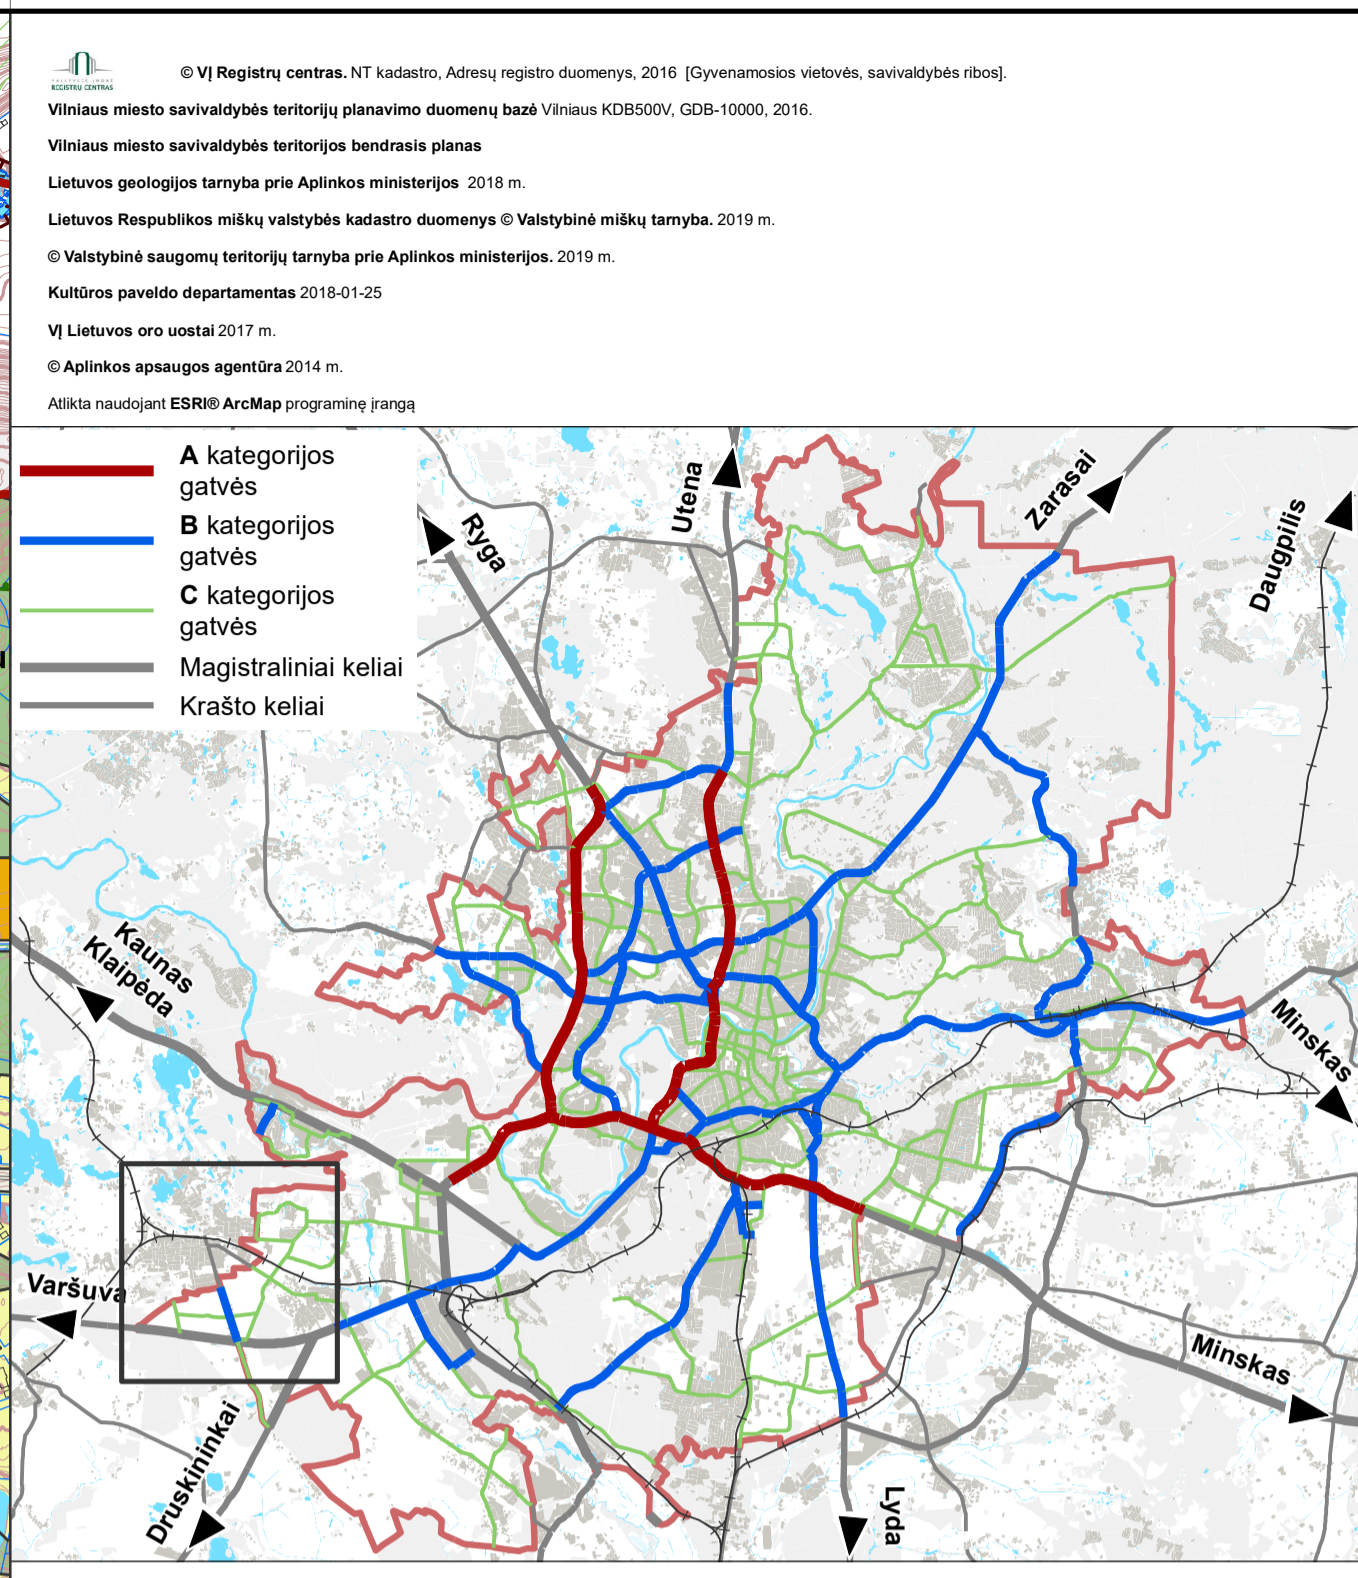 © VĮ Registrų centras. NT kadastro, Adresų registro duomenys, 2016 [Gyvenamosios vietovės, savivaldybės ribos].
REGISTRŲ CENTRAS
Vilniaus miesto savivaldybės teritorijų planavimo duomenų bazė Vilniaus KDB500V, GDB-10000, 2016.
Vilniaus miesto savivaldybės teritorijos bendrasis planas
Lietuvos geologijos tarnyba prie Aplinkos ministerijos 2018 m.
Lietuvos Respublikos miškų valstybės kadastro duomenys © Valstybinė miškų tarnyba. 2019 m.
© Valstybinė saugomų teritorijų tarnyba prie Aplinkos ministerijos. 2019 m.
Kultūros paveldo departamentas 2018-01-25
VĮ Lietuvos oro uostai 2017 m.
© Aplinkos apsaugos agentūra 2014 m.
Atlikta naudojant ESRI® ArcMap programinę įrangą
A kategorijos
gatvės
B kategorijos
gatvės
C kategorijos
gatvės
Magistraliniai keliai
Krašto keliai
Ryga
Utena
Zarasai
Daugpilis
Kaunas
Klaipėda
Minskas
Varšuva
Minskas
Druskininkai
Lyda